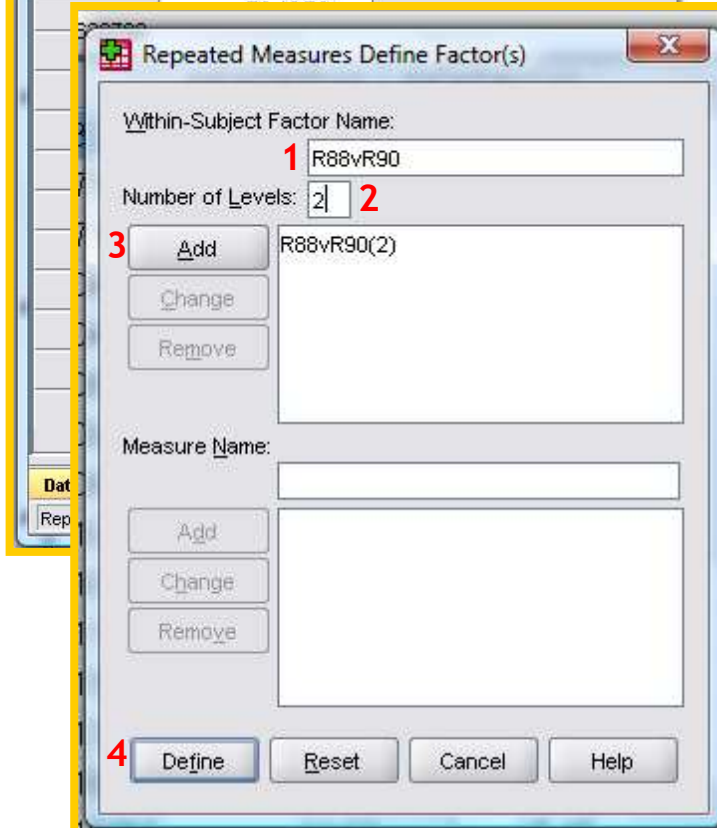 Repeated Measures Define Factor(s)
Within-Subject Factor Name:
1 R88vR90
Number of Levels: 2 2
3 Add R88vR90(2)
Change
Remove
Measure Name:
Dat
Rep
Add
Change
Remove
4 Define Reset Cancel Help